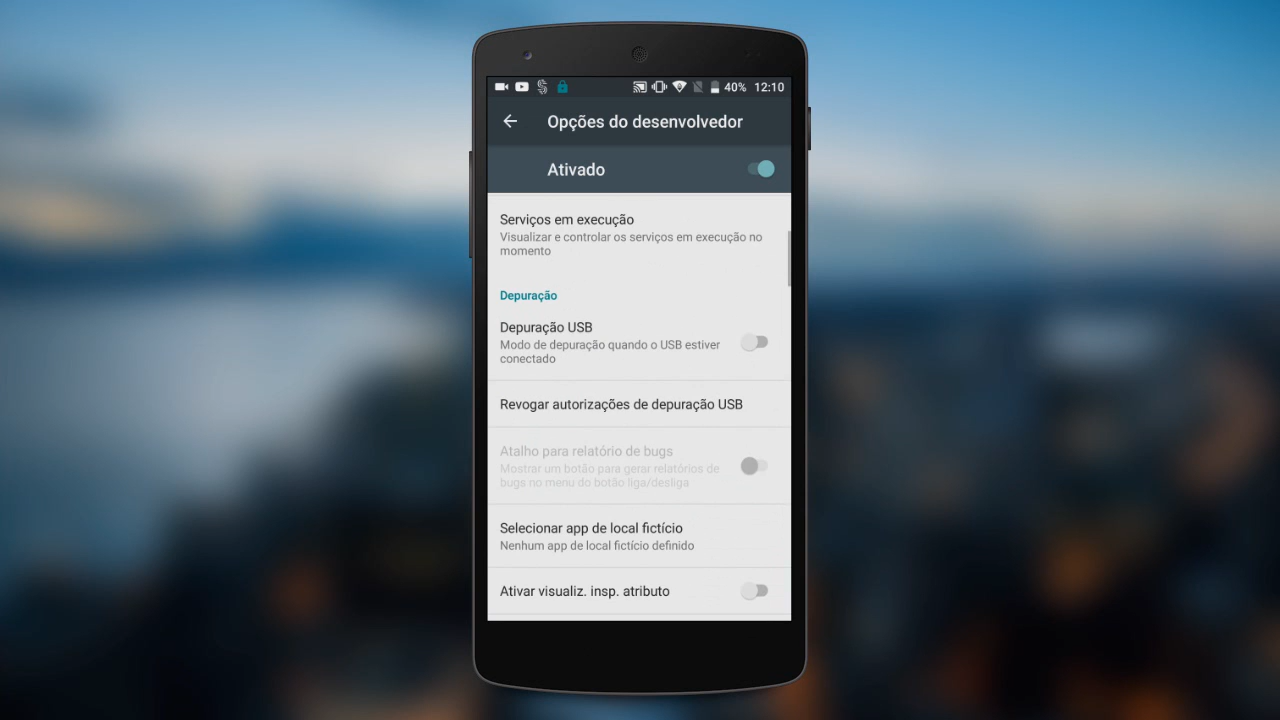 40% 12:10
Opções do desenvolvedor
Ativado
Serviços em execução
Visualizar e controlar os serviços em execução no
momento
Depuração
Depuração USB
Modo de depuração quando o USB estiver
conectado
Revogar autorizações de depuração USB
Atalho para relatório de bugs
Mostrar um botão para gerar relatórios de
bugs no menu do botão liga/desliga
Selecionar app de local fictício
Nenhum app de local fictício definido
Ativar visualiz. insp. atributo